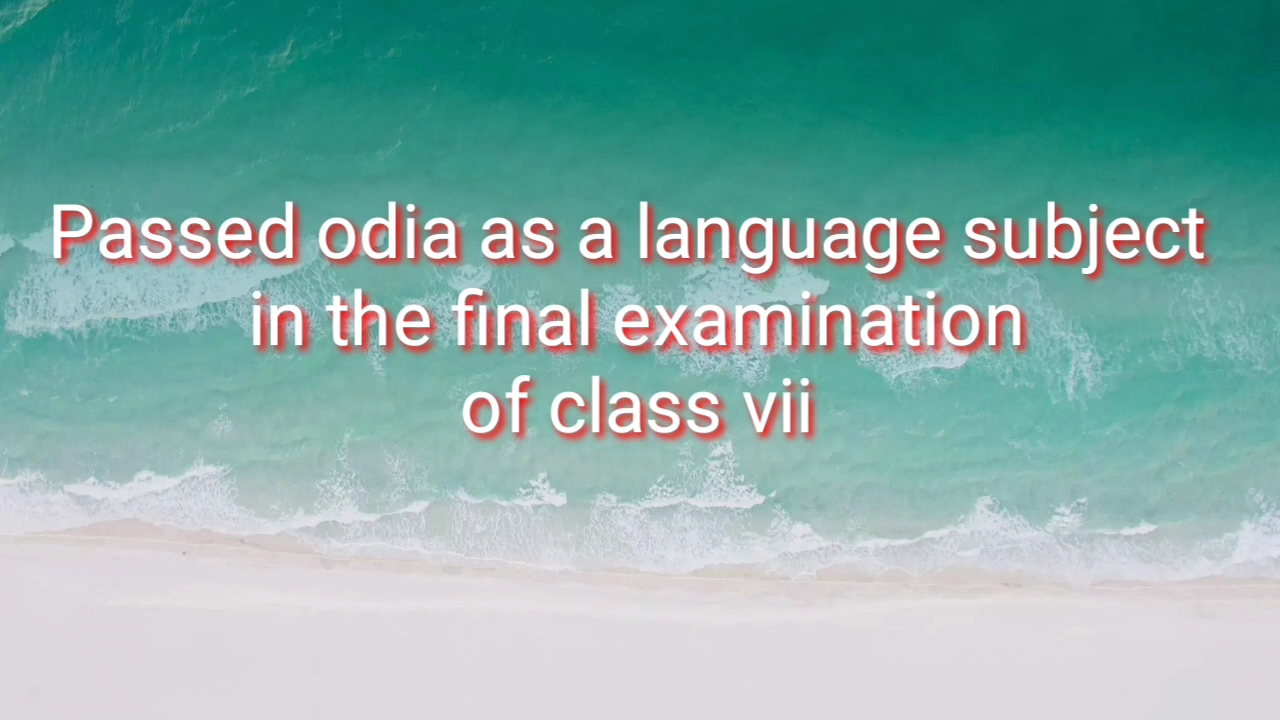 Passed odia as a language subject
in the final examination
of class vii